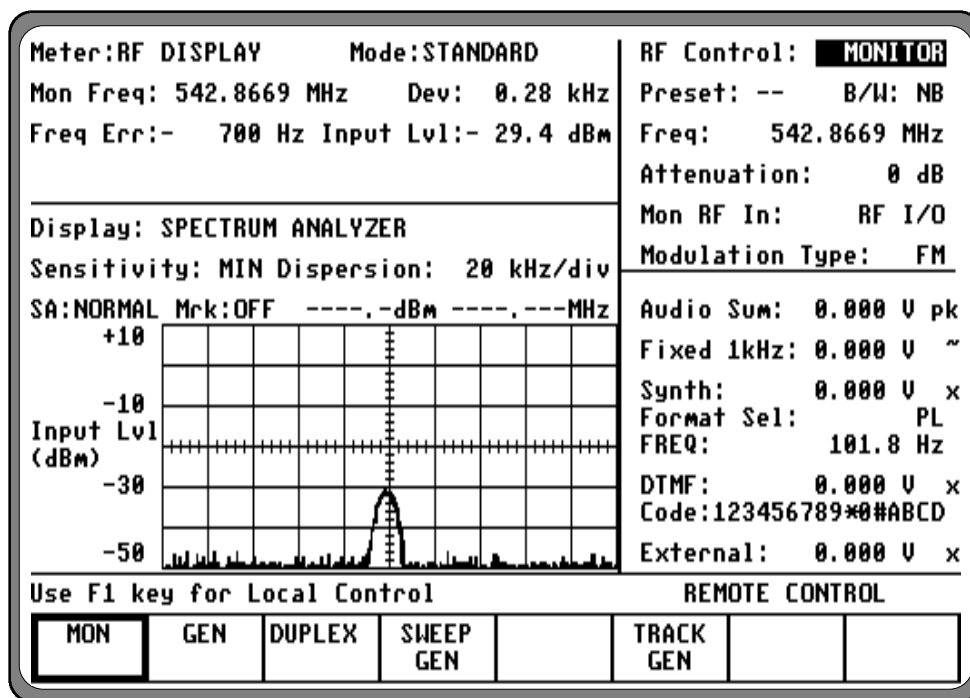 Meter:RF DISPLAY Mode:STANDARD
Mon Freq: 542.8669 MHz Dev: 0.28 kHz
Freq Err:- 700 Hz Input Lvl:- 29.4 dBm
Display: SPECTRUM ANALYZER
Sensitivity: MIN Dispersion: 20 kHz/div
SA:NORMAL Mrk:OFF ----.-dBm ----.---MHz
+10
-10
Input Lvl
(dBm)
-30
-50
RF Control: MONITOR
Preset: -- B/W: NB
Freq: 542.8669 MHz
Attenuation: 0 dB
Mon RF In: RF I/O
Modulation Type: FM
Audio Sum: 0.000 V pk
Fixed 1kHz: 0.000 V ~
Synth: 0.000 V x
Format Sel: PL
FREQ: 101.8 Hz
DTMF: 0.000 V x
Code:123456789*0#ABCD
External: 0.000 V x
Use F1 key for Local Control REMOTE CONTROL
MON GEN DUPLEX SWEEP TRACK
GEN GEN